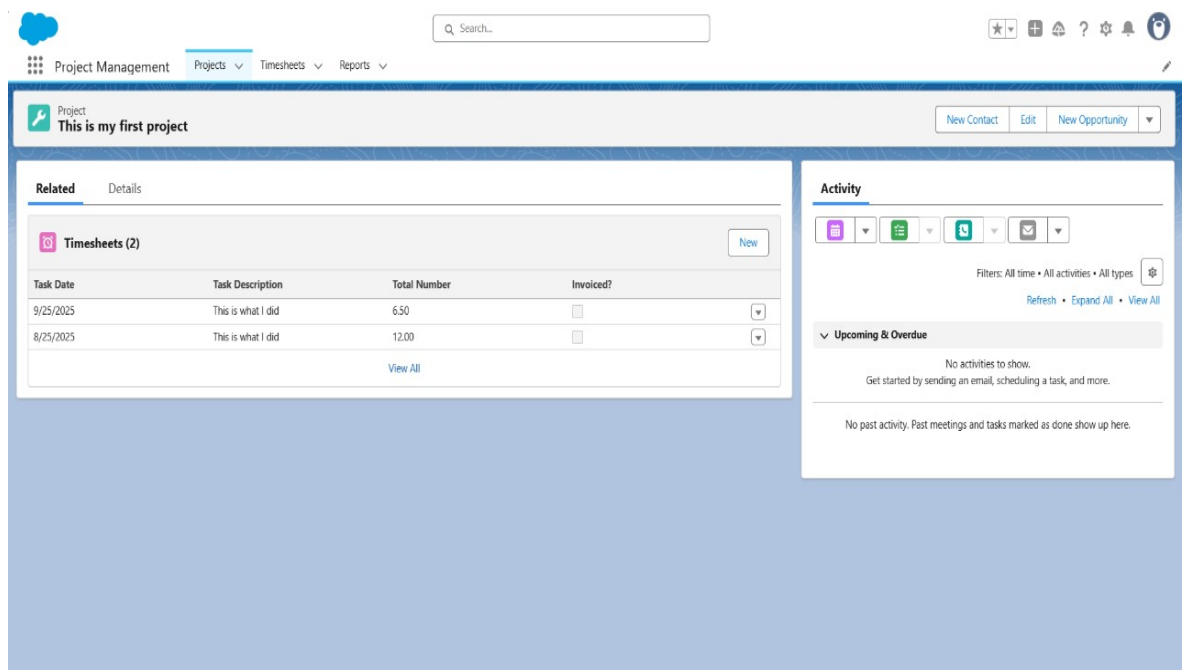 Search...
Project Management Projects Timesheets Reports
Project
This is my first project
New Contact Edit New Opportunity
Related Details
Timesheets (2) New
Task Date Task Description Total Number Invoiced?
9/25/2025 This is what I did 6.50
8/25/2025 This is what I did 12.00
View All
Activity
Filters: All time • All activities • All types
Refresh • Expand All • View All
Upcoming & Overdue
No activities to show.
Get started by sending an email, scheduling a task, and more.
No past activity. Past meetings and tasks marked as done show up here.